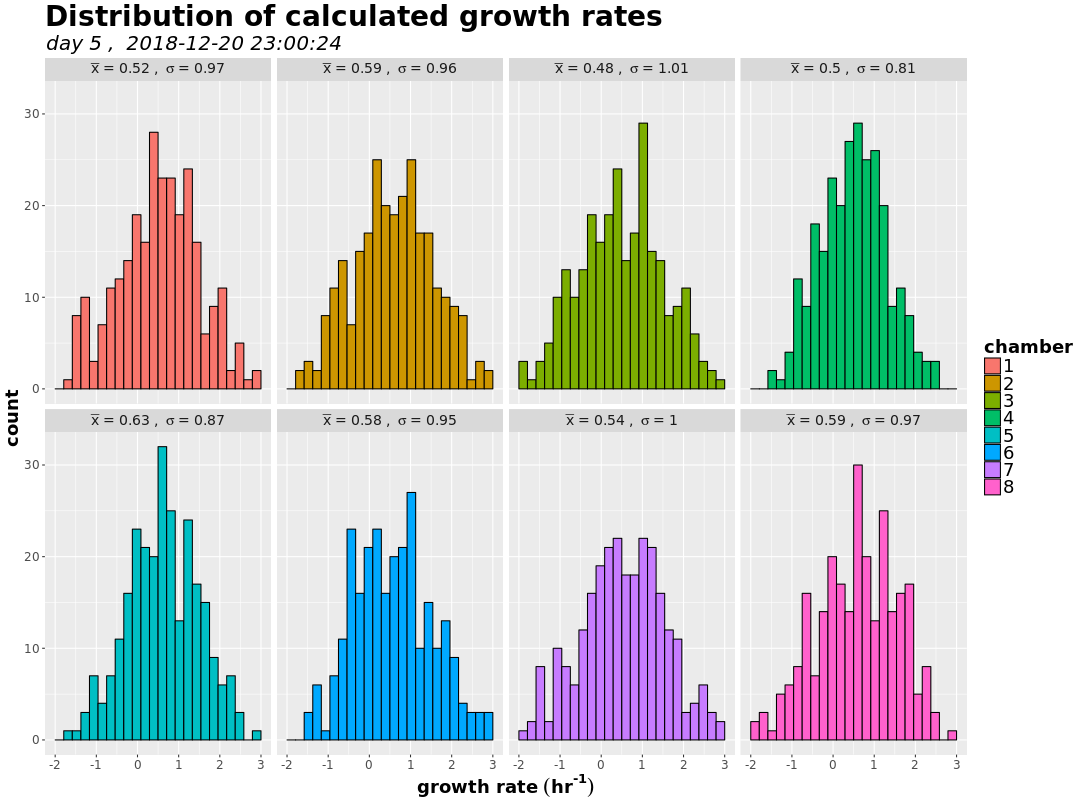 Distribution of calculated growth rates
day 5 ,  2018-12-20 23:00:24
x̅ = 0.52 ,  σ = 0.97
x̅ = 0.59 ,  σ = 0.96
x̅ = 0.48 ,  σ = 1.01
x̅ = 0.5 ,  σ = 0.81
30
20
10
0
x̅ = 0.63 ,  σ = 0.87
x̅ = 0.58 ,  σ = 0.95
x̅ = 0.54 ,  σ = 1
x̅ = 0.59 ,  σ = 0.97
30
20
10
0
-2 -1 0 1 2 3
-2 -1 0 1 2 3
-2 -1 0 1 2 3
-2 -1 0 1 2 3
growth rate (hr⁻¹)
count
chamber
1
2
3
4
5
6
7
8